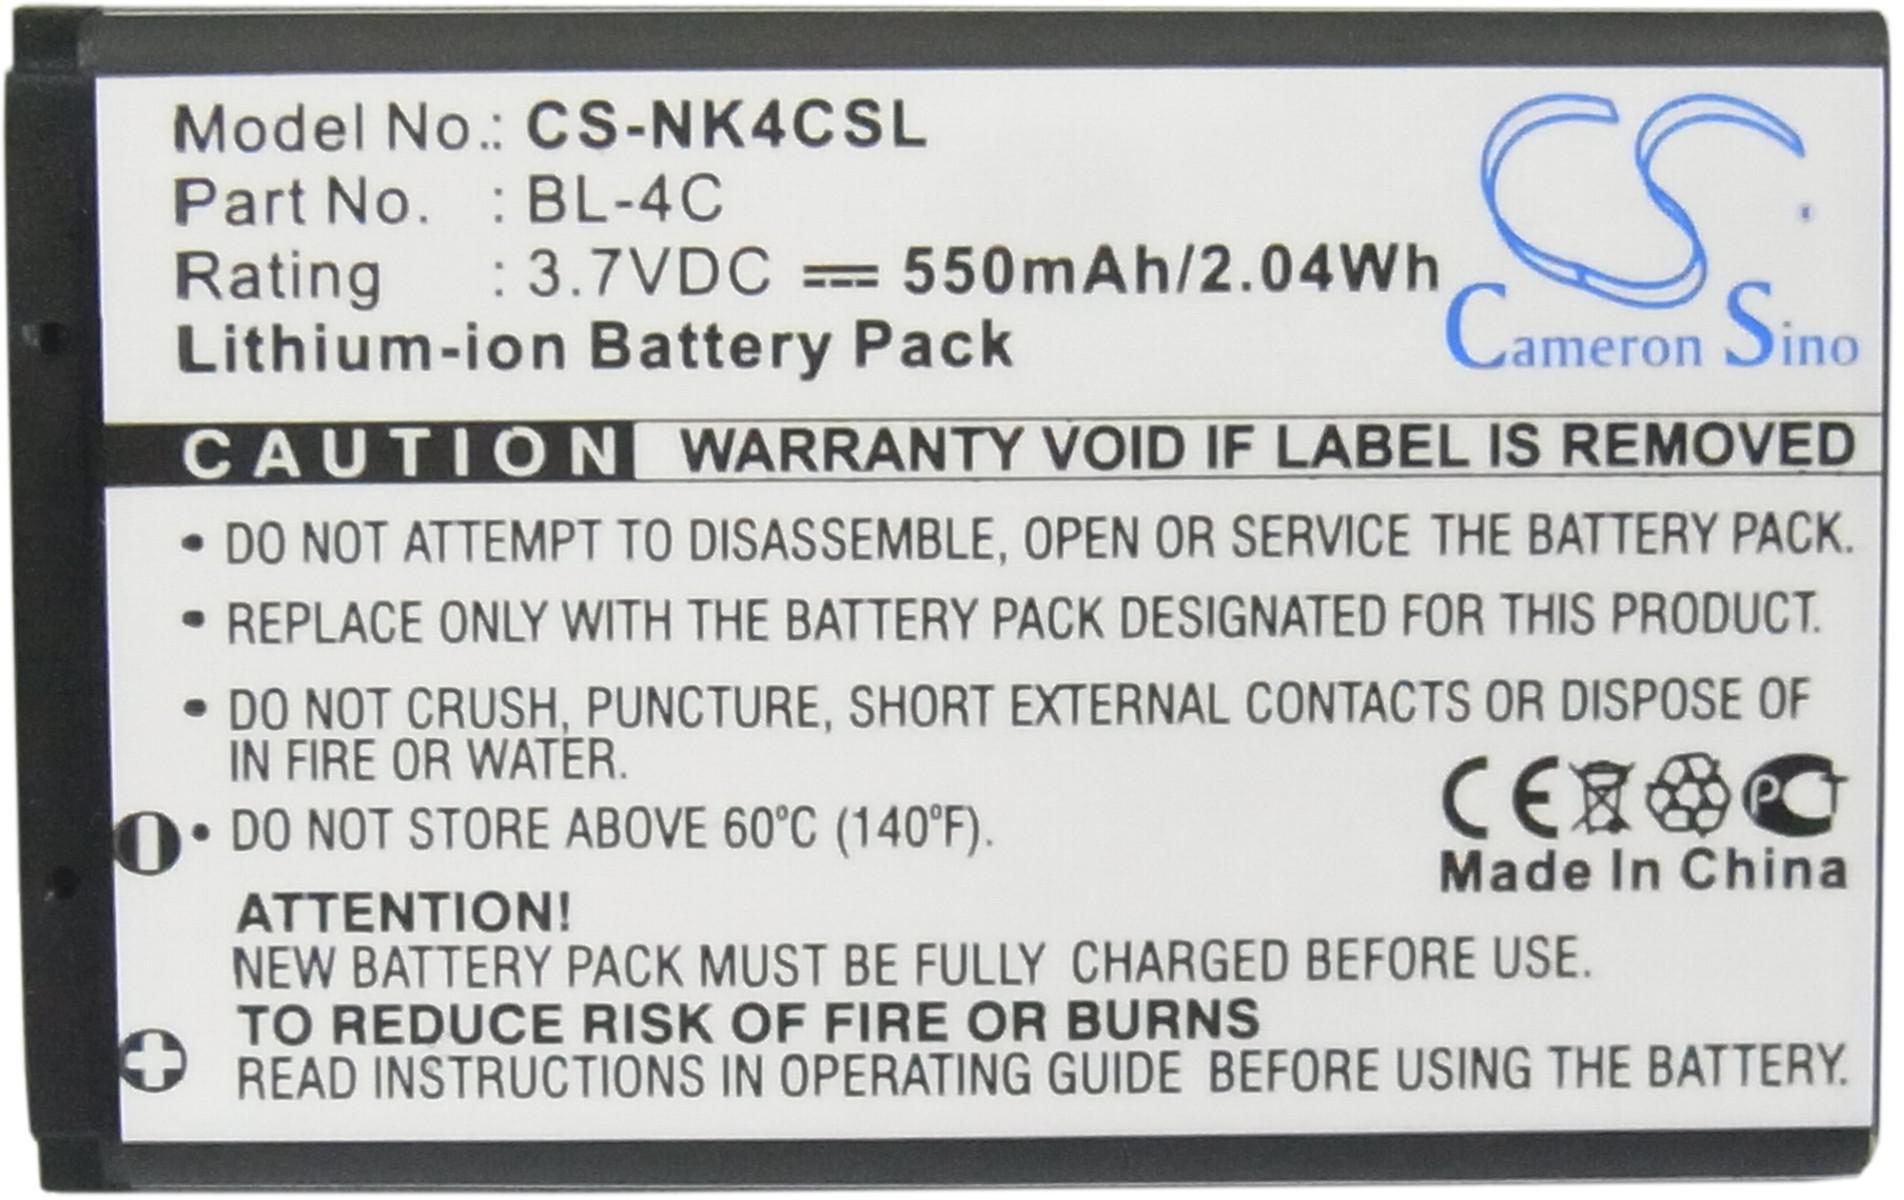 Model No.: CS-NK4CSL
Part No. : BL-4C
Rating : 3.7VDC ⎓ 550mAh/2.04Wh
Lithium-ion Battery Pack
CS
Cameron Sino
CAUTION WARRANTY VOID IF LABEL IS REMOVED
• DO NOT ATTEMPT TO DISASSEMBLE, OPEN OR SERVICE THE BATTERY PACK.
• REPLACE ONLY WITH THE BATTERY PACK DESIGNATED FOR THIS PRODUCT.
• DO NOT CRUSH, PUNCTURE, SHORT EXTERNAL CONTACTS OR DISPOSE OF
IN FIRE OR WATER.
• DO NOT STORE ABOVE 60°C (140°F).
CE PCT
Made In China
ATTENTION!
NEW BATTERY PACK MUST BE FULLY CHARGED BEFORE USE.
TO REDUCE RISK OF FIRE OR BURNS
READ INSTRUCTIONS IN OPERATING GUIDE BEFORE USING THE BATTERY.